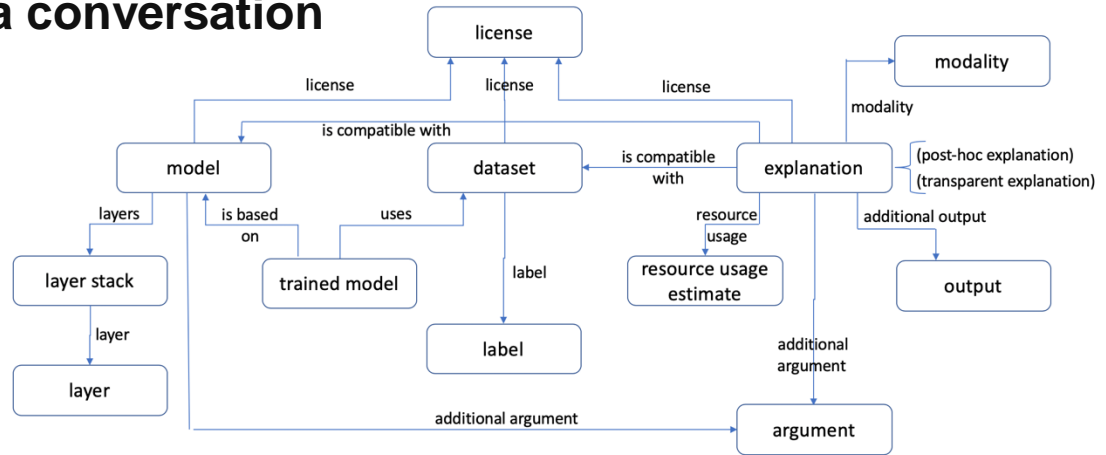 a conversation
license
modality
license
license
license
modality
is compatible with
model
dataset
is compatible
with
explanation
(post-hoc explanation)
(transparent explanation)
layers
is based
on
uses
resource
usage
additional output
layer stack
trained model
label
resource usage
estimate
output
layer
label
additional
argument
layer
additional argument
argument